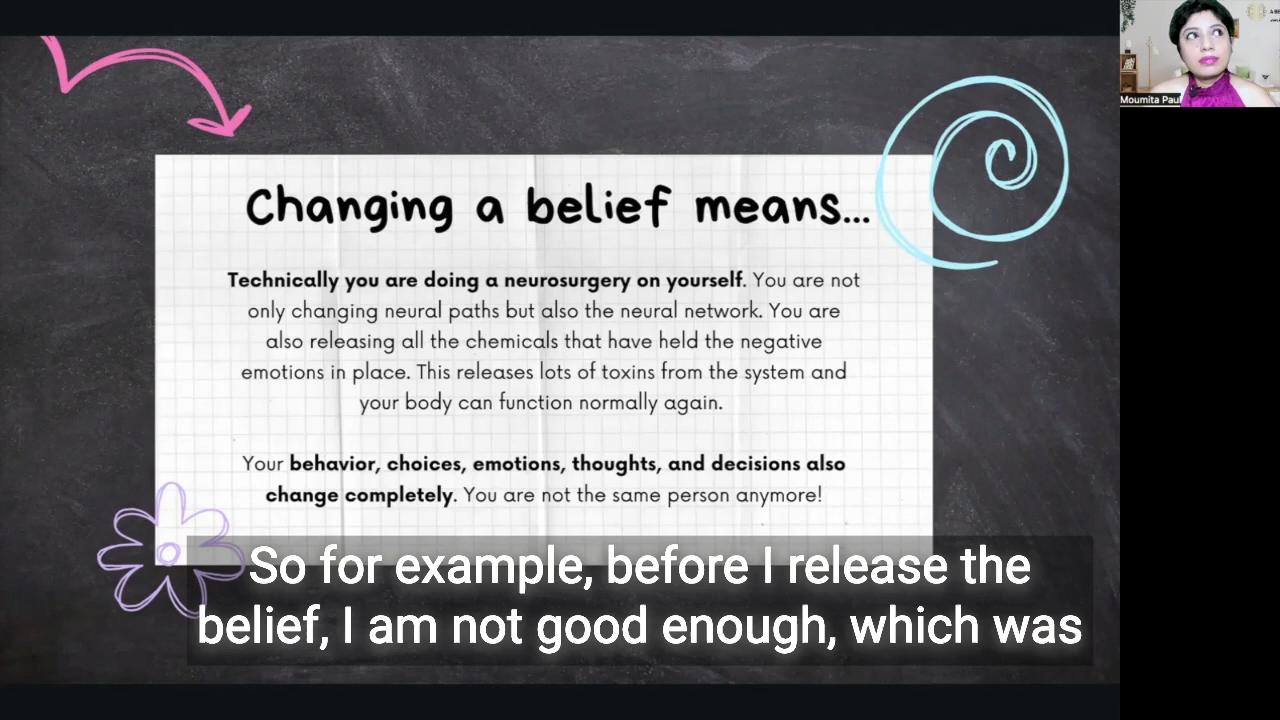 Changing a belief means...
Technically you are doing a neurosurgery on yourself. You are not
only changing neural paths but also the neural network. You are
also releasing all the chemicals that have held the negative
emotions in place. This releases lots of toxins from the system and
your body can function normally again.
Your behavior, choices, emotions, thoughts, and decisions also
change completely. You are not the same person anymore!
So for example, before I release the
belief, I am not good enough, which was
Moumita Paul